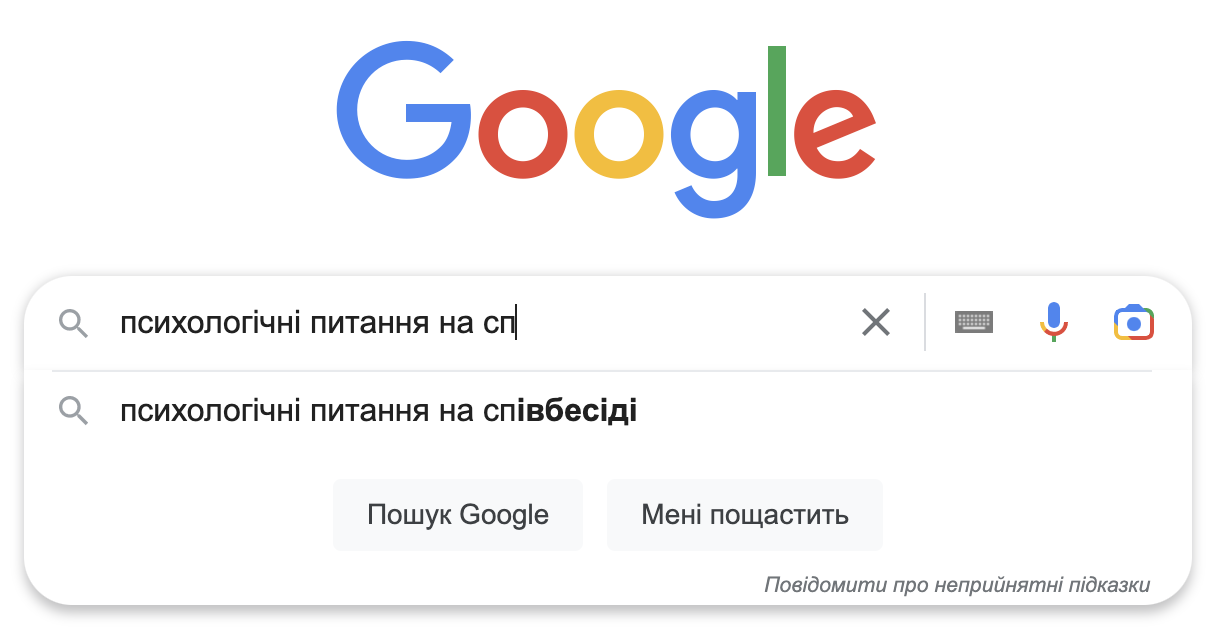 Google
психологічні питання на сп
психологічні питання на співбесіді
Пошук Google
Мені пощастить
Повідомити про неприйнятні підказки